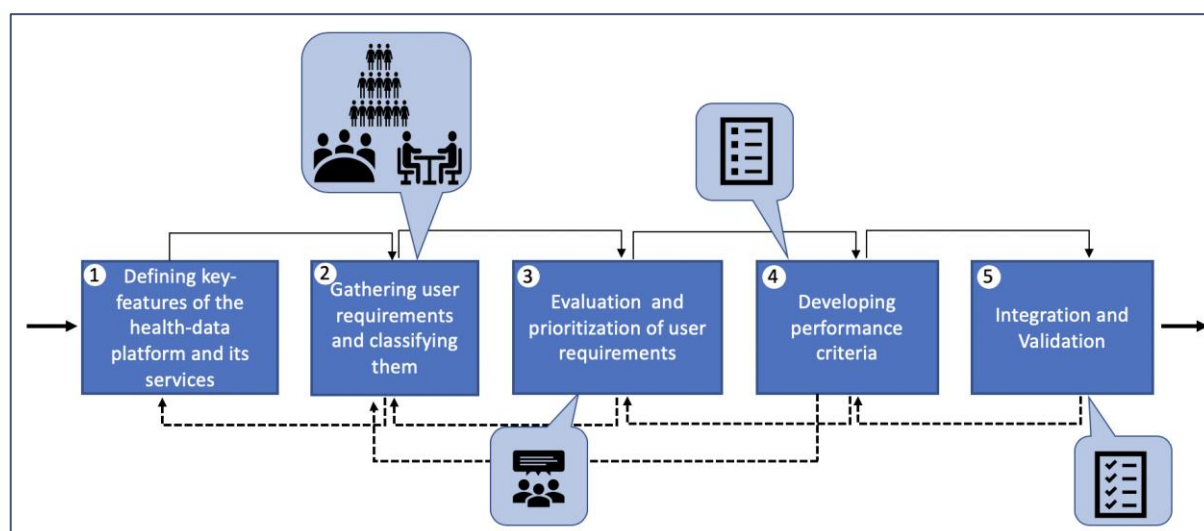 1
Defining key-
features of the
health-data
platform and its
services
2
Gathering user
requirements
and classifying
them
3
Evaluation and
prioritization of user
requirements
4
Developing
performance
criteria
5
Integration and
Validation